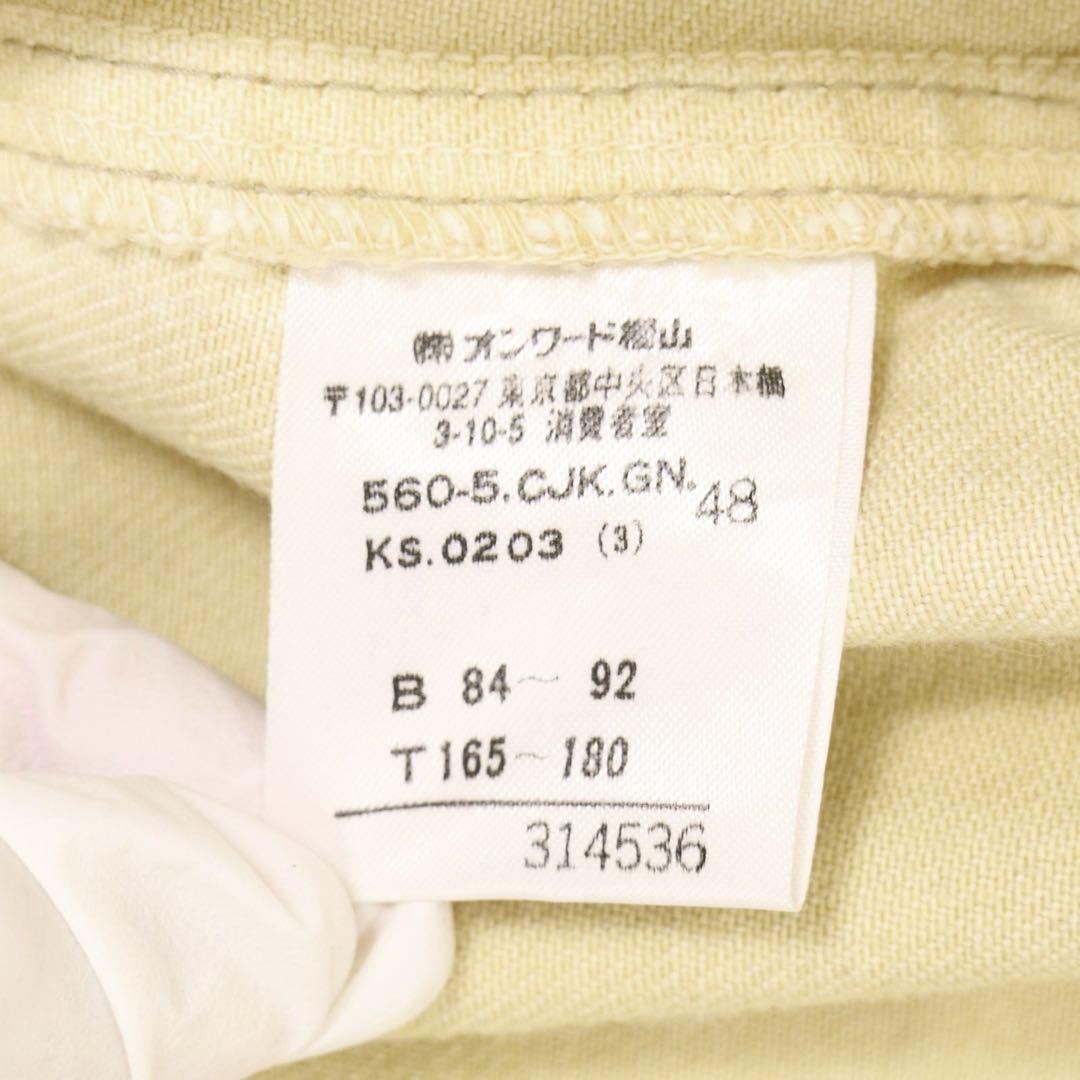 ㈱オンワード樫山
〒103-0027 東京都中央区日本橋
3-10-5 消費者室
560-5.CJK.GN. 48
KS.0203 (3)
B 84～ 92
T 165～180
314536